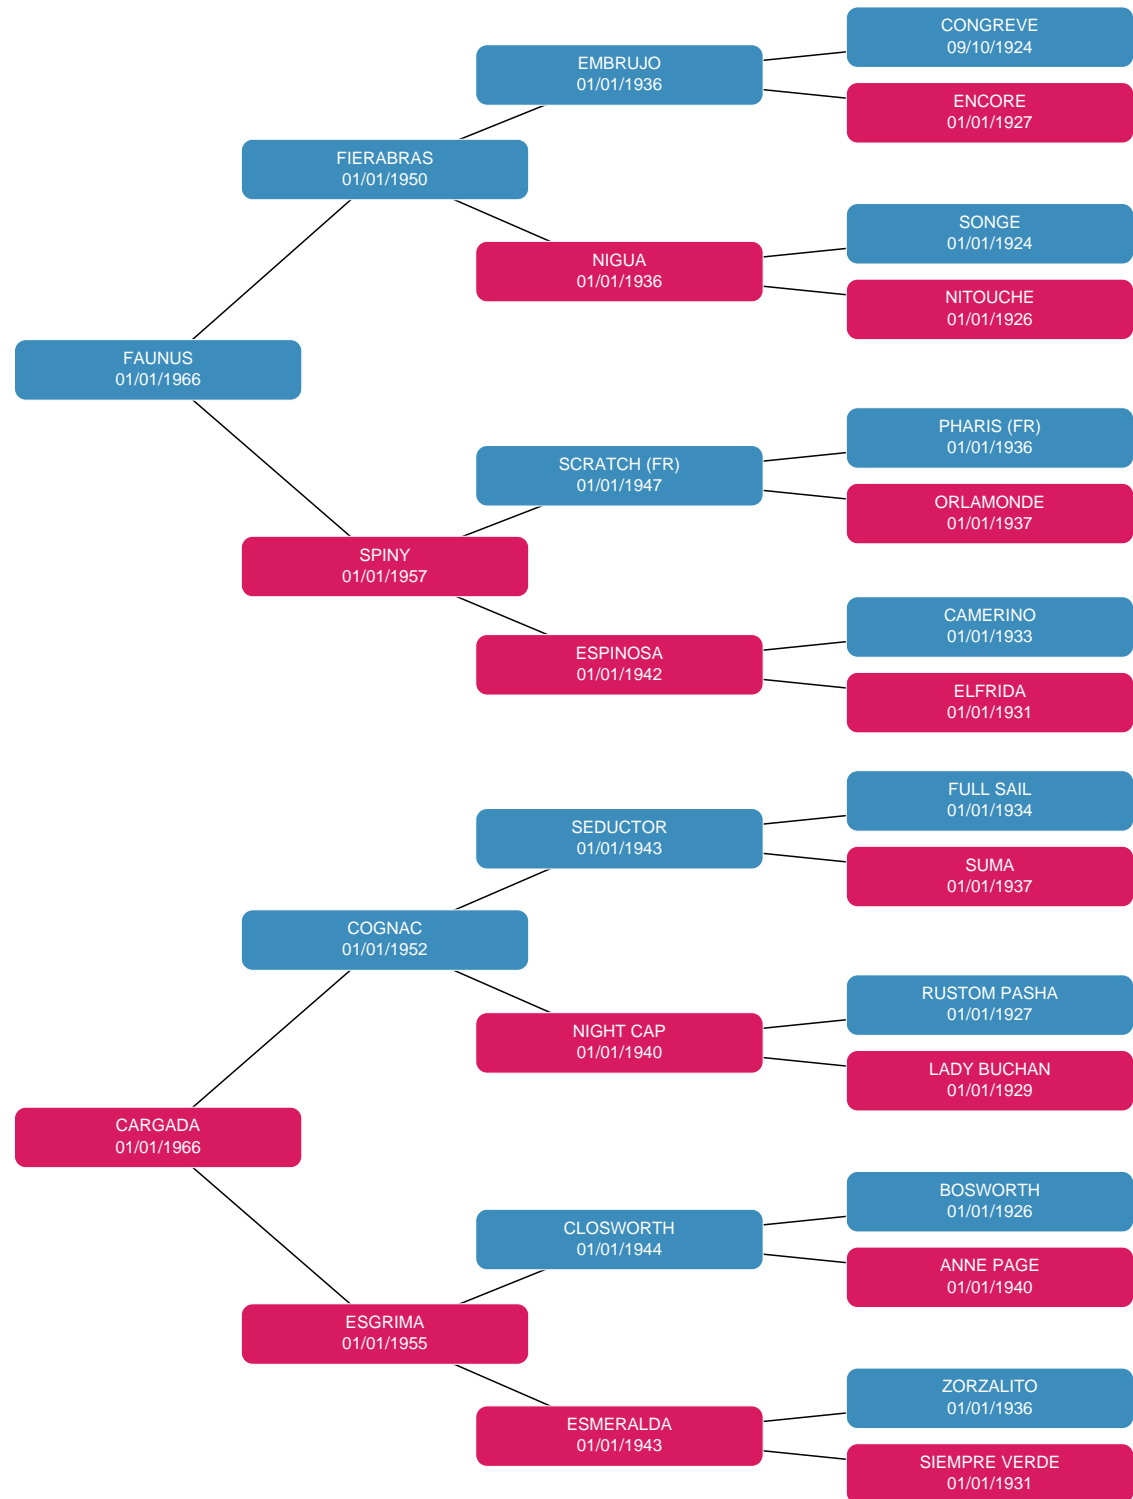 CONGREVE
09/10/1924
EMBRUJO
01/01/1936
ENCORE
01/01/1927
FIERABRAS
01/01/1950
SONGE
01/01/1924
NIGUA
01/01/1936
NITOUCHE
01/01/1926
FAUNUS
01/01/1966
PHARIS (FR)
01/01/1936
SCRATCH (FR)
01/01/1947
ORLAMONDE
01/01/1937
SPINY
01/01/1957
CAMERINO
01/01/1933
ESPINOSA
01/01/1942
ELFRIDA
01/01/1931
FULL SAIL
01/01/1934
SEDUCTOR
01/01/1943
SUMA
01/01/1937
COGNAC
01/01/1952
RUSTOM PASHA
01/01/1927
NIGHT CAP
01/01/1940
LADY BUCHAN
01/01/1929
CARGADA
01/01/1966
BOSWORTH
01/01/1926
CLOSWORTH
01/01/1944
ANNE PAGE
01/01/1940
ESGRIMA
01/01/1955
ZORZALITO
01/01/1936
ESMERALDA
01/01/1943
SIEMPRE VERDE
01/01/1931